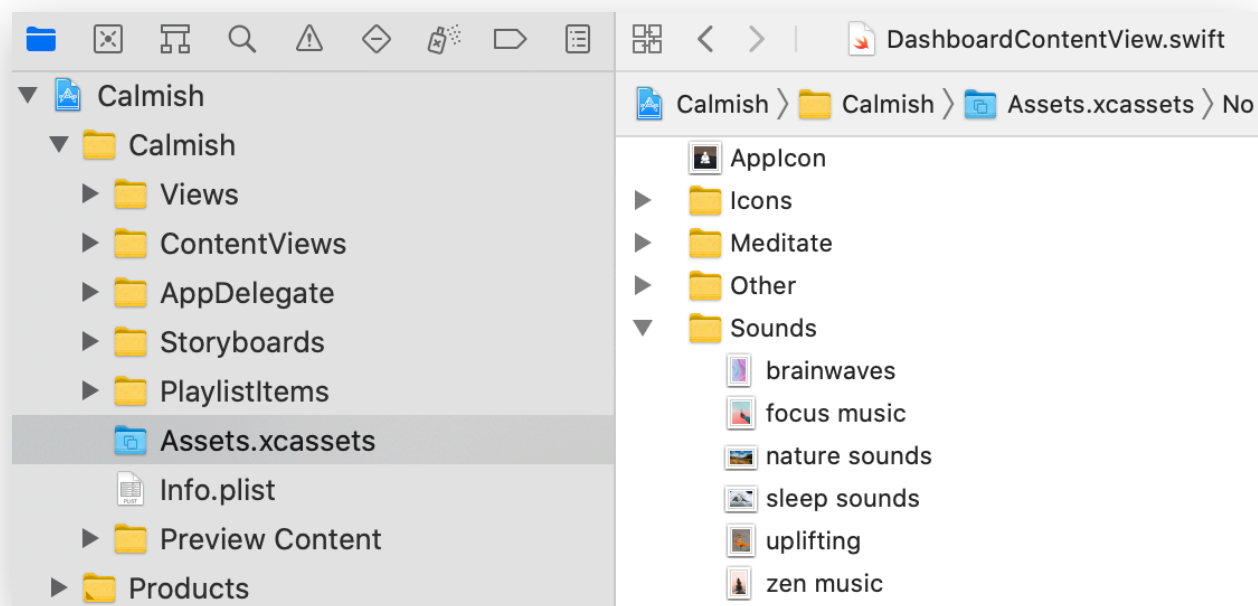 DashboardContentView.swift
Calmish
Calmish
Views
ContentViews
AppDelegate
Storyboards
PlaylistItems
Assets.xcassets
Info.plist
Preview Content
Products
Calmish Calmish Assets.xcassets No
AppIcon
Icons
Meditate
Other
Sounds
brainwaves
focus music
nature sounds
sleep sounds
uplifting
zen music